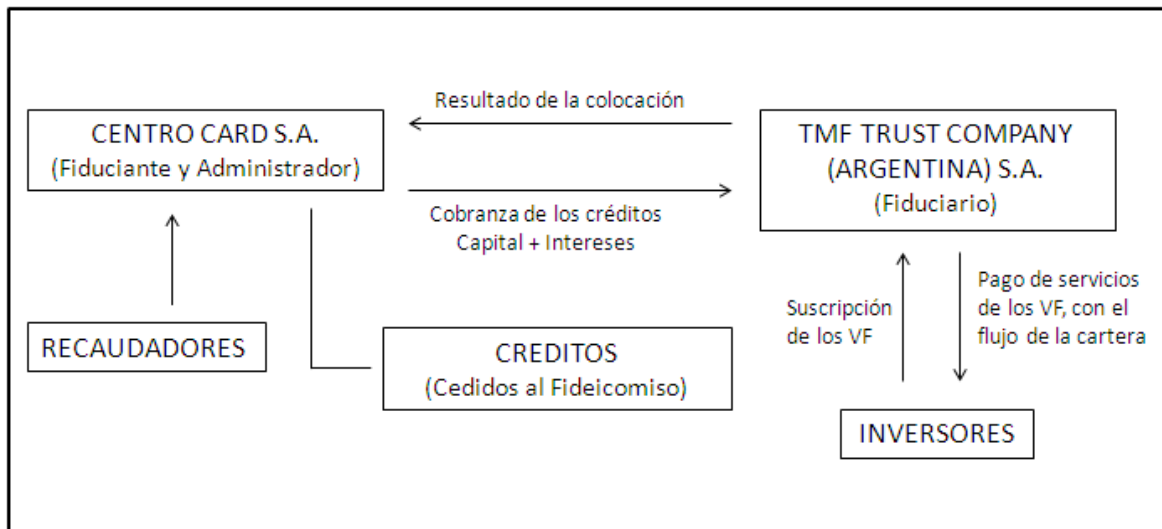 Resultado de la colocación
CENTRO CARD S.A.
(Fiduciante y Administrador)
TMF TRUST COMPANY
(ARGENTINA) S.A.
(Fiduciario)
Cobranza de los créditos
Capital + Intereses
Suscripción
de los VF
Pago de servicios
de los VF, con el
flujo de la cartera
RECAUDADORES
CREDITOS
(Cedidos al Fideicomiso)
INVERSORES